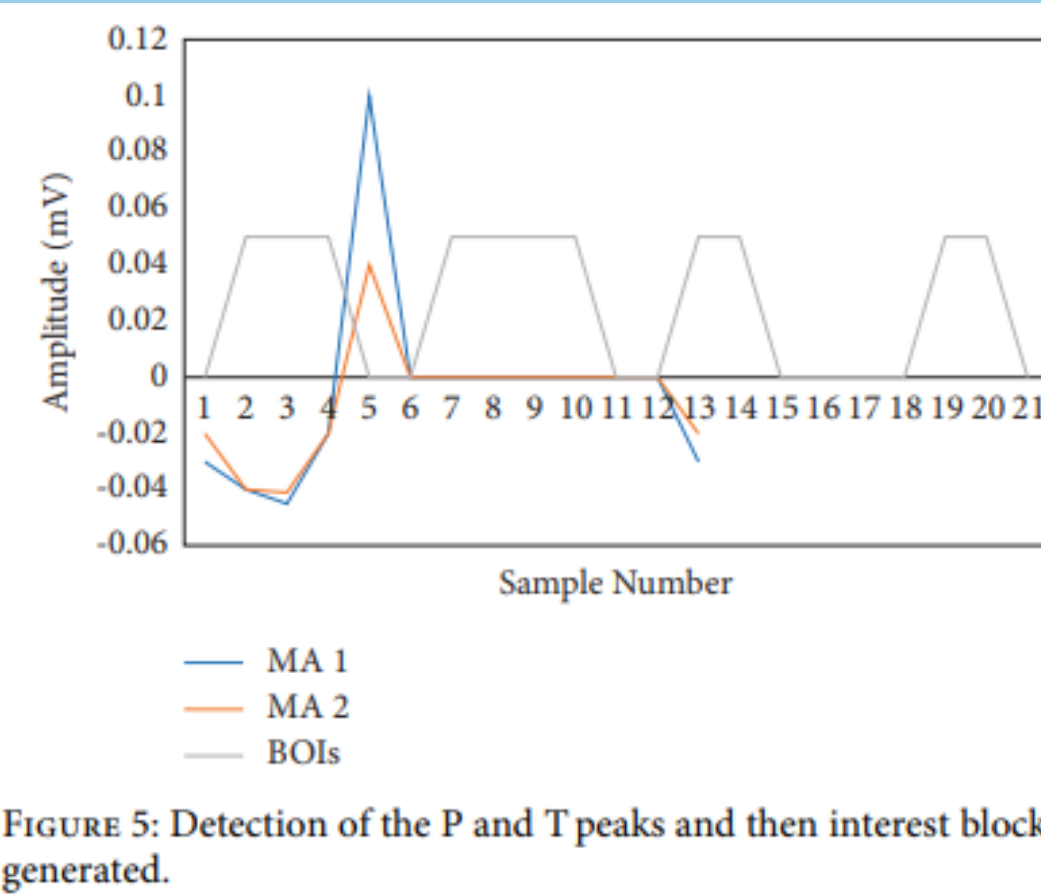 0.12
0.1
0.08
0.06
0.04
0.02
0
-0.02
-0.04
-0.06
Amplitude (mV)
1 2 3 4 5 6 7 8 9 10 11 12 13 14 15 16 17 18 19 20 21
Sample Number
MA 1
MA 2
BOIs
FIGURE 5: Detection of the P and T peaks and then interest block
generated.